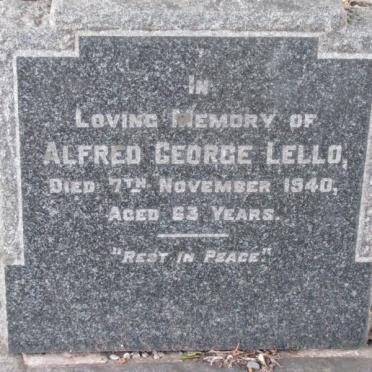 IN
LOVING MEMORY OF
ALFRED GEORGE LELLO,
DIED 7TH NOVEMBER 1940,
AGED 63 YEARS.
"REST IN PEACE"